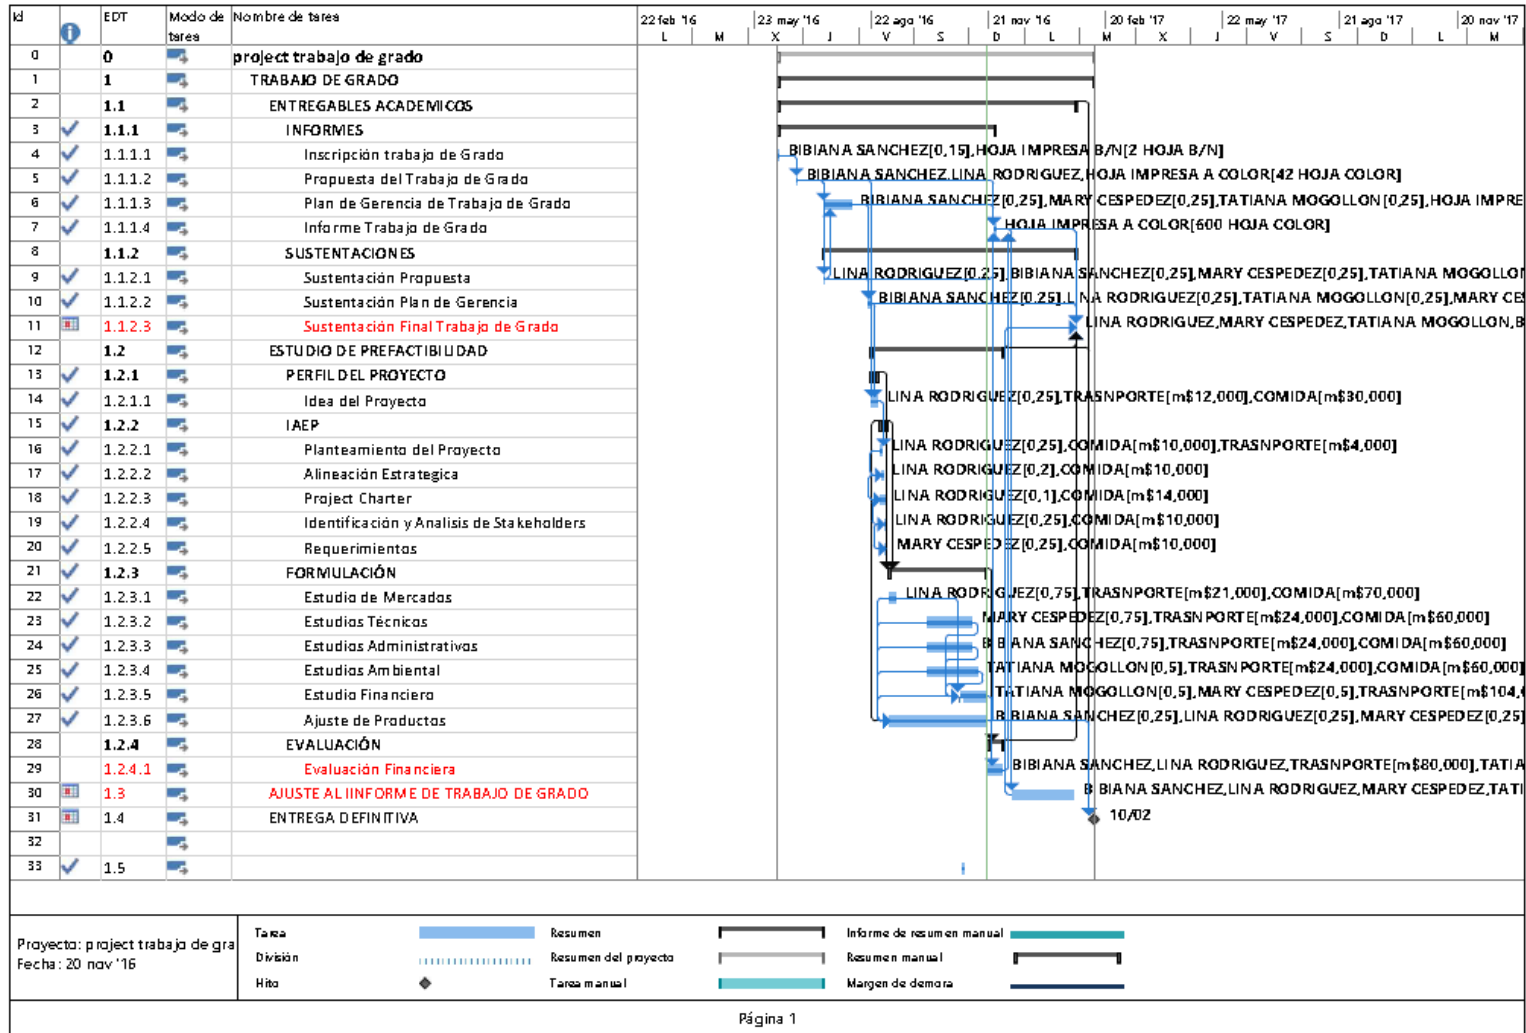 Id EDT Modo de tarea Nombre de tarea 22 feb '16 23 may '16 22 ago '16 21 nov '16 20 feb '17 22 may '17 21 ago '17 20 nov '17
L M X J V S D L M X J V S D L M
0 0 project trabajo de grado
1 1 TRABAJO DE GRADO
2 1.1 ENTREGABLES ACADEMICOS
3 1.1.1 INFORMES
4 1.1.1.1 Inscripción trabajo de Grado BIBIANA SANCHEZ[0,15],HOJA IMPRESA B/N[2 HOJA B/N]
5 1.1.1.2 Propuesta del Trabajo de Grado BIBIANA SANCHEZ,LINA RODRIGUEZ,HOJA IMPRESA A COLOR[42 HOJA COLOR]
6 1.1.1.3 Plan de Gerencia de Trabajo de Grado BIBIANA SANCHEZ[0,25],MARY CESPEDEZ[0,25],TATIANA MOGOLLON[0,25],HOJA IMPRE
7 1.1.1.4 Informe Trabajo de Grado HOJA IMPRESA A COLOR[600 HOJA COLOR]
8 1.1.2 SUSTENTACIONES
9 1.1.2.1 Sustentación Propuesta LINA RODRIGUEZ[0,25],BIBIANA SANCHEZ[0,25],MARY CESPEDEZ[0,25],TATIANA MOGOLLON
10 1.1.2.2 Sustentación Plan de Gerencia BIBIANA SANCHEZ[0,25],LINA RODRIGUEZ[0,25],TATIANA MOGOLLON[0,25],MARY CES
11 1.1.2.3 Sustentación Final Trabajo de Grado LINA RODRIGUEZ,MARY CESPEDEZ,TATIANA MOGOLLON,B
12 1.2 ESTUDIO DE PREFACTIBILIDAD
13 1.2.1 PERFIL DEL PROYECTO
14 1.2.1.1 Idea del Proyecto LINA RODRIGUEZ[0,25],TRASNPORTE[m$12,000],COMIDA[m$30,000]
15 1.2.2 IAEP
16 1.2.2.1 Planteamiento del Proyecto LINA RODRIGUEZ[0,25],COMIDA[m$10,000],TRASNPORTE[m$4,000]
17 1.2.2.2 Alineación Estrategica LINA RODRIGUEZ[0,2],COMIDA[m$10,000]
18 1.2.2.3 Project Charter LINA RODRIGUEZ[0,1],COMIDA[m$14,000]
19 1.2.2.4 Identificación y Analisis de Stakeholders LINA RODRIGUEZ[0,25],COMIDA[m$10,000]
20 1.2.2.5 Requerimientos MARY CESPEDEZ[0,25],COMIDA[m$10,000]
21 1.2.3 FORMULACIÓN
22 1.2.3.1 Estudio de Mercados LINA RODRIGUEZ[0,75],TRASNPORTE[m$21,000],COMIDA[m$70,000]
23 1.2.3.2 Estudios Técnicos MARY CESPEDEZ[0,75],TRASNPORTE[m$24,000],COMIDA[m$60,000]
24 1.2.3.3 Estudios Administrativos BIBIANA SANCHEZ[0,75],TRASNPORTE[m$24,000],COMIDA[m$60,000]
25 1.2.3.4 Estudios Ambiental TATIANA MOGOLLON[0,5],TRASNPORTE[m$24,000],COMIDA[m$60,000]
26 1.2.3.5 Estudio Financiero TATIANA MOGOLLON[0,5],MARY CESPEDEZ[0,5],TRASNPORTE[m$104,
27 1.2.3.6 Ajuste de Productos BIBIANA SANCHEZ[0,25],LINA RODRIGUEZ[0,25],MARY CESPEDEZ[0,25]
28 1.2.4 EVALUACIÓN
29 1.2.4.1 Evaluación Financiera BIBIANA SANCHEZ,LINA RODRIGUEZ,TRASNPORTE[m$80,000],TATIA
30 1.3 AJUSTE AL IINFORME DE TRABAJO DE GRADO BIBIANA SANCHEZ,LINA RODRIGUEZ,MARY CESPEDEZ,TATI
31 1.4 ENTREGA DEFINITIVA 10/02
32
33 1.5
Proyecto: project trabajo de gra
Fecha: 20 nov '16
Tarea Resumen Informe de resumen manual
División Resumen del proyecto Resumen manual
Hito Tarea manual Margen de demora
Página 1